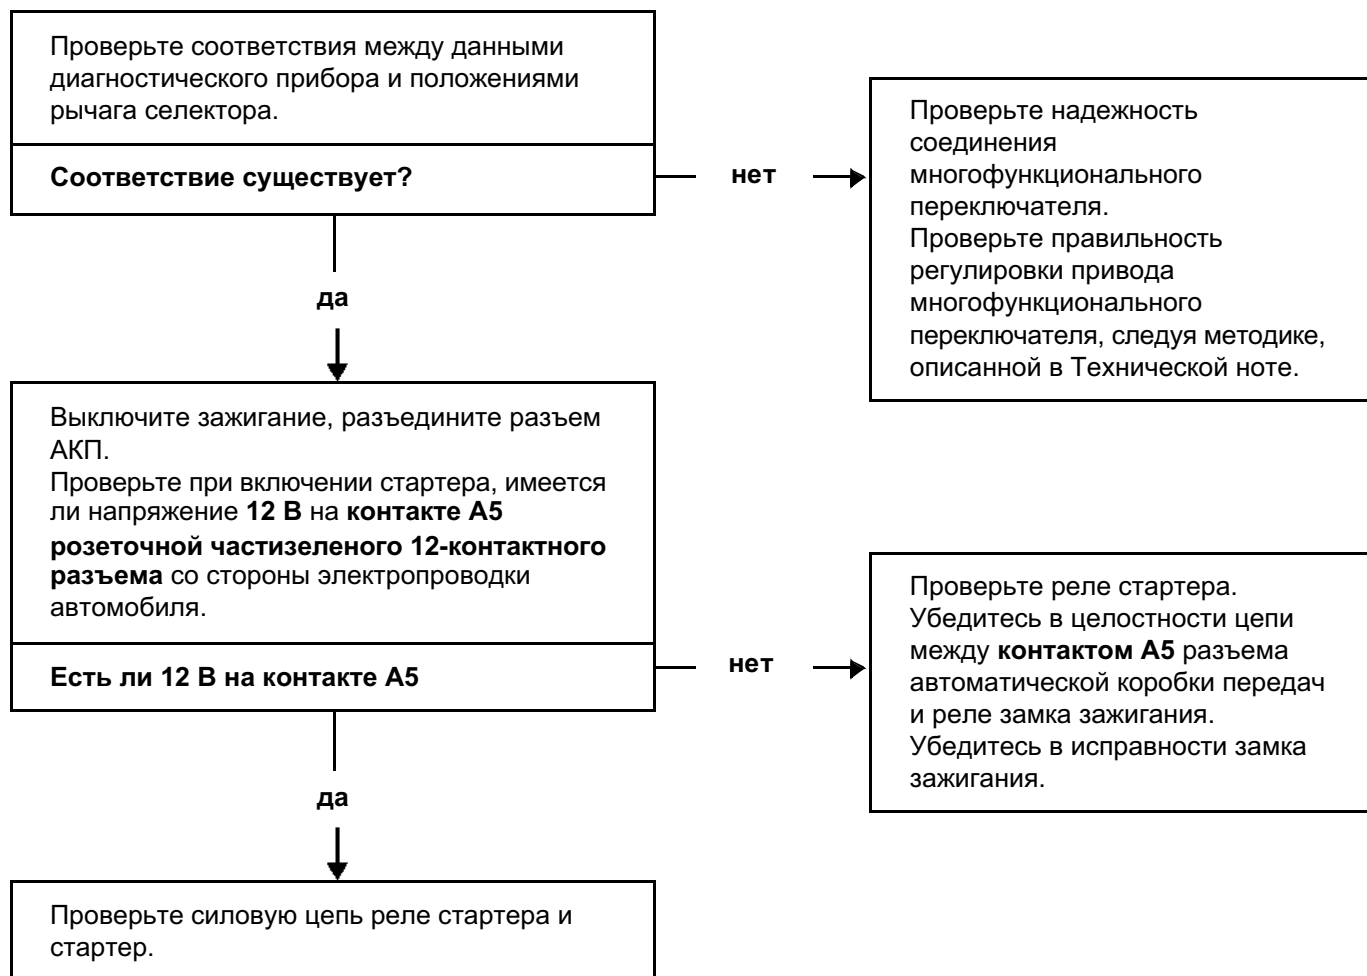 Проверьте соответствия между данными
диагностического прибора и положениями
рычага селектора.
Соответствие существует?
нет
Проверьте надежность
соединения
многофункционального
переключателя.
Проверьте правильность
регулировки привода
многофункционального
переключателя, следуя методике,
описанной в Технической ноте.
да
Выключите зажигание, разъедините разъем
АКП.
Проверьте при включении стартера, имеется
ли напряжение 12 В на контакте А5
розеточной частизеленого 12-контактного
разъема со стороны электропроводки
автомобиля.
Есть ли 12 В на контакте А5
нет
Проверьте реле стартера.
Убедитесь в целостности цепи
между контактом А5 разъема
автоматической коробки передач
и реле замка зажигания.
Убедитесь в исправности замка
зажигания.
да
Проверьте силовую цепь реле стартера и
стартер.